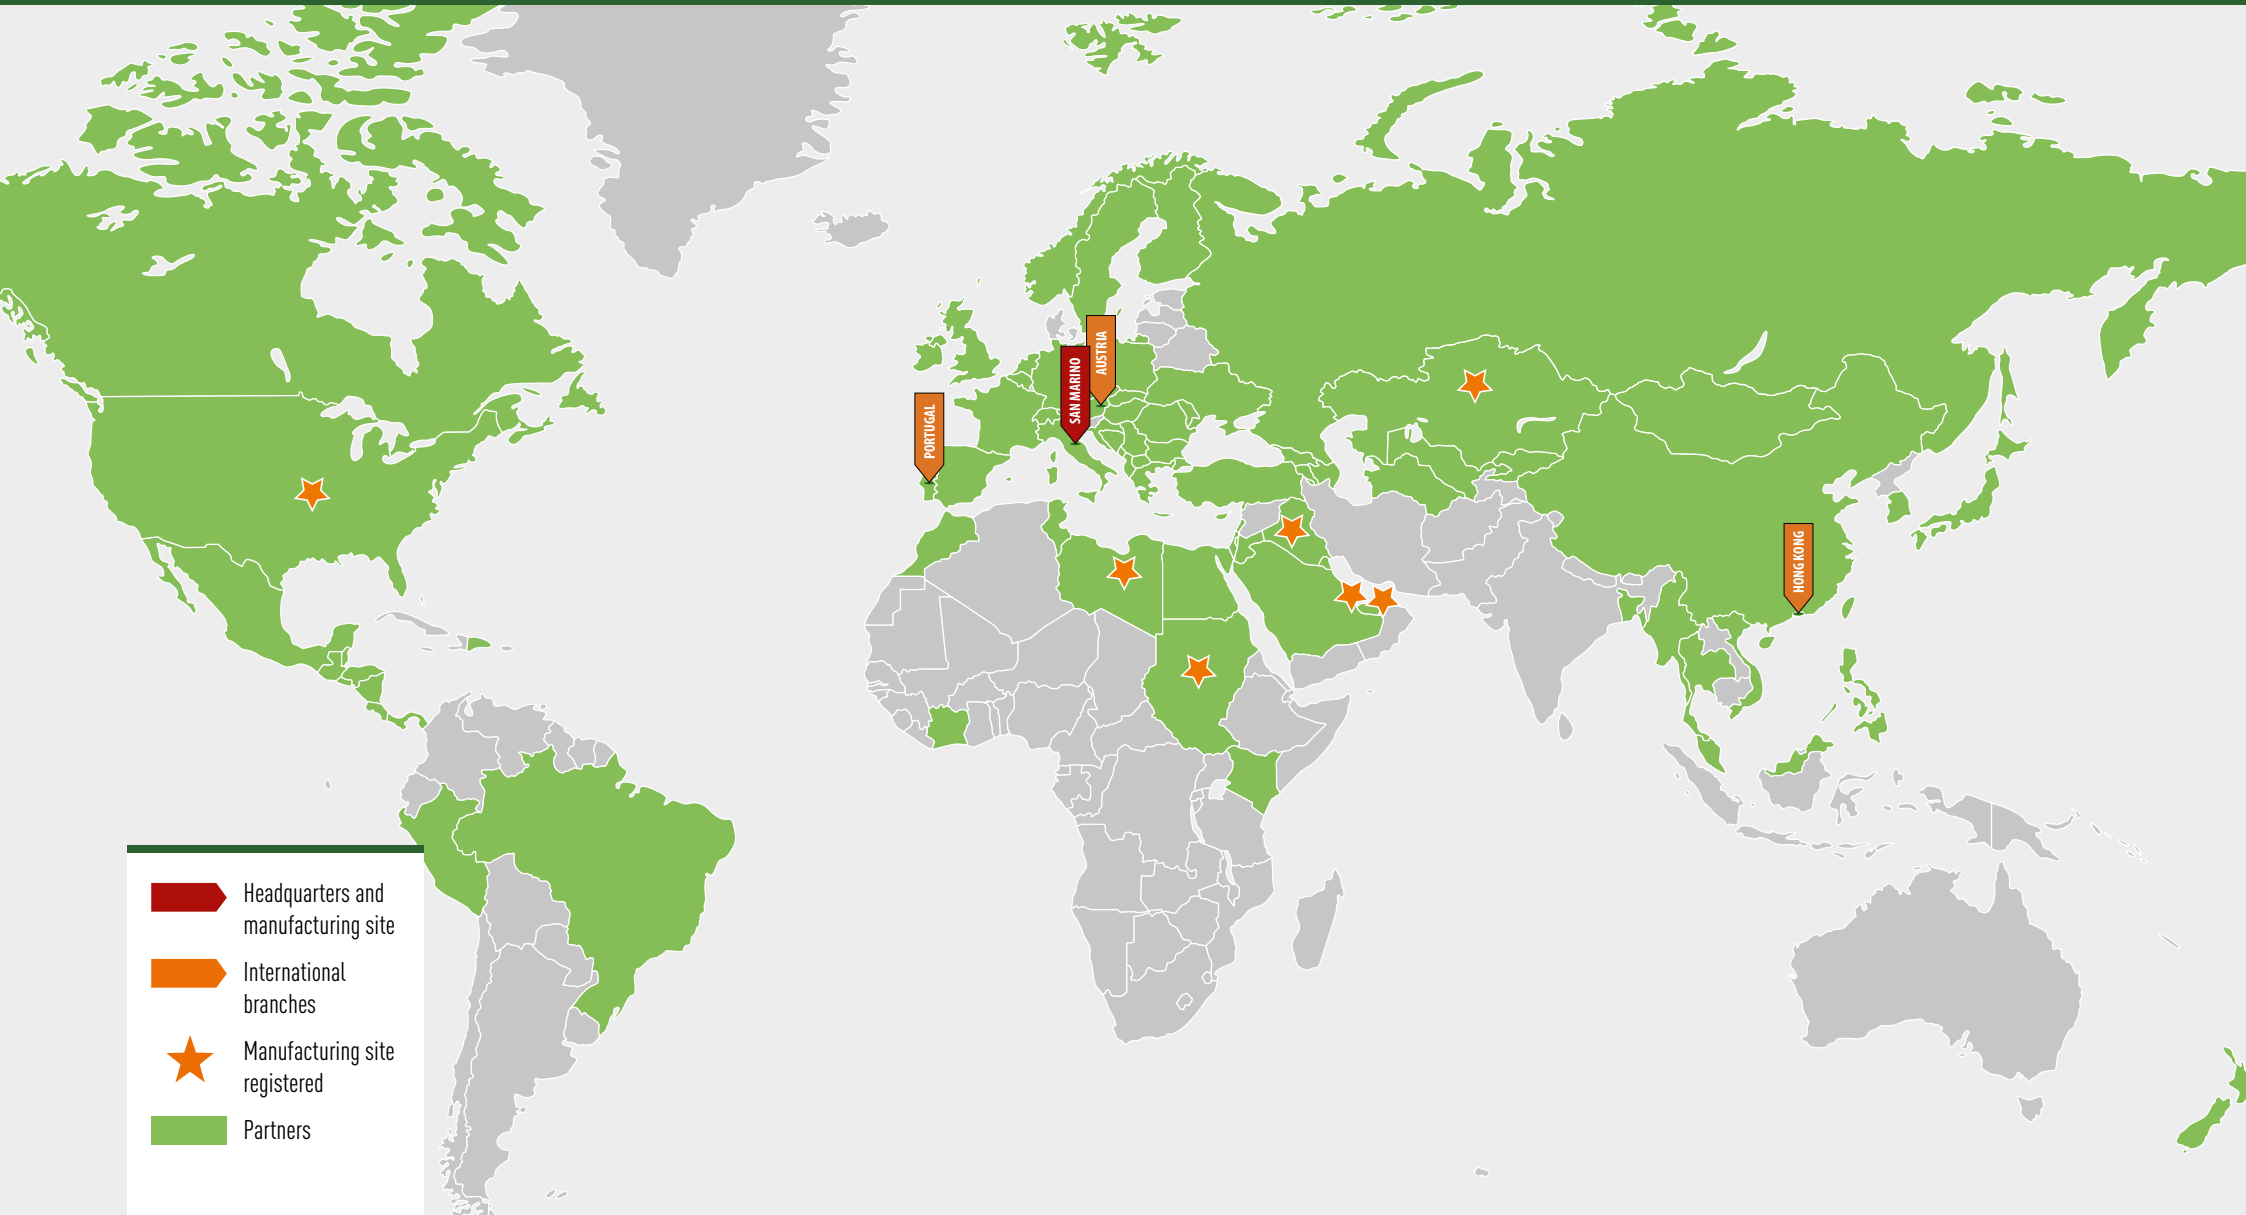 AUSTRIA
SAN MARINO
PORTUGAL
HONG KONG
Headquarters and
manufacturing site
International
branches
Manufacturing site
registered
Partners